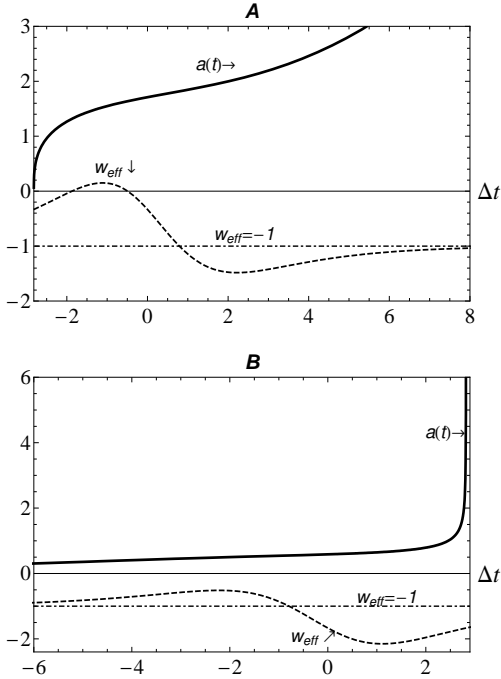 A
3
a(t)→
2
1
w_eff ↓
0
Δt
w_eff=−1
−1
−2
−2 0 2 4 6 8
B
6
a(t)→
4
2
0
Δt
w_eff=−1
w_eff ↗
−2
−6 −4 −2 0 2